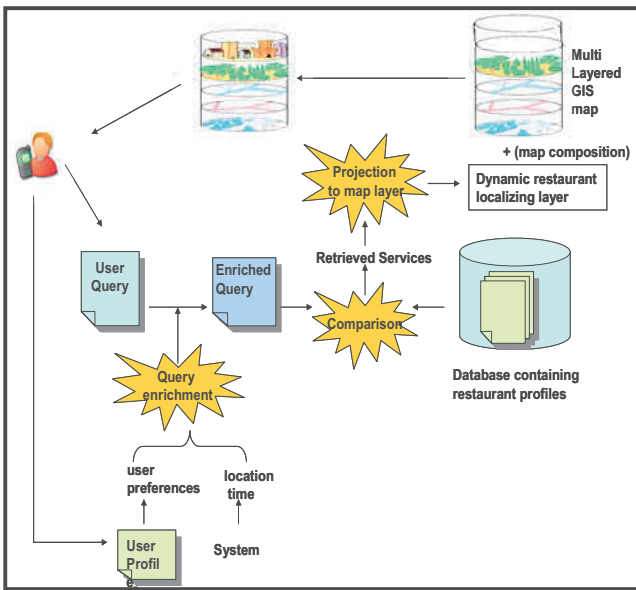 Multi
Layered
GIS
map
+ (map composition)
Projection
to map layer
Dynamic restaurant
localizing layer
User
Query
Enriched
Query
Retrieved Services
Comparison
Database containing
restaurant profiles
Query
enrichment
user
preferences
location
time
User
Profil
e
System